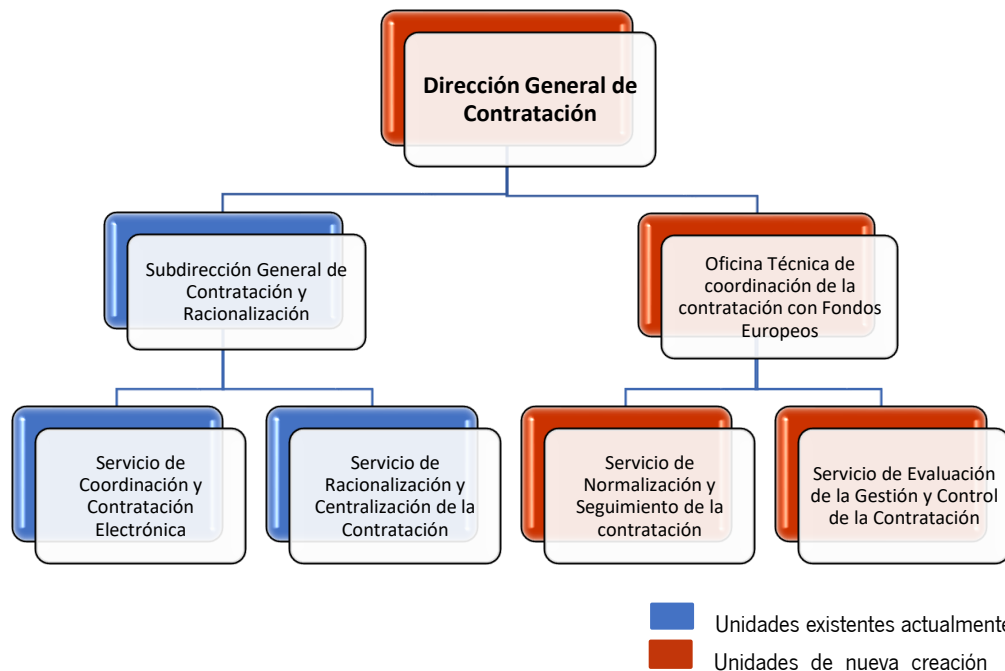 Dirección General de
Contratación
Subdirección General de
Contratación y
Racionalización
Oficina Técnica de
coordinación de la
contratación con Fondos
Europeos
Servicio de
Coordinación y
Contratación
Electrónica
Servicio de
Racionalización y
Centralización de la
Contratación
Servicio de
Normalización y
Seguimiento de la
contratación
Servicio de Evaluación
de la Gestión y Control
de la Contratación
Unidades existentes actualmente
Unidades de nueva creación